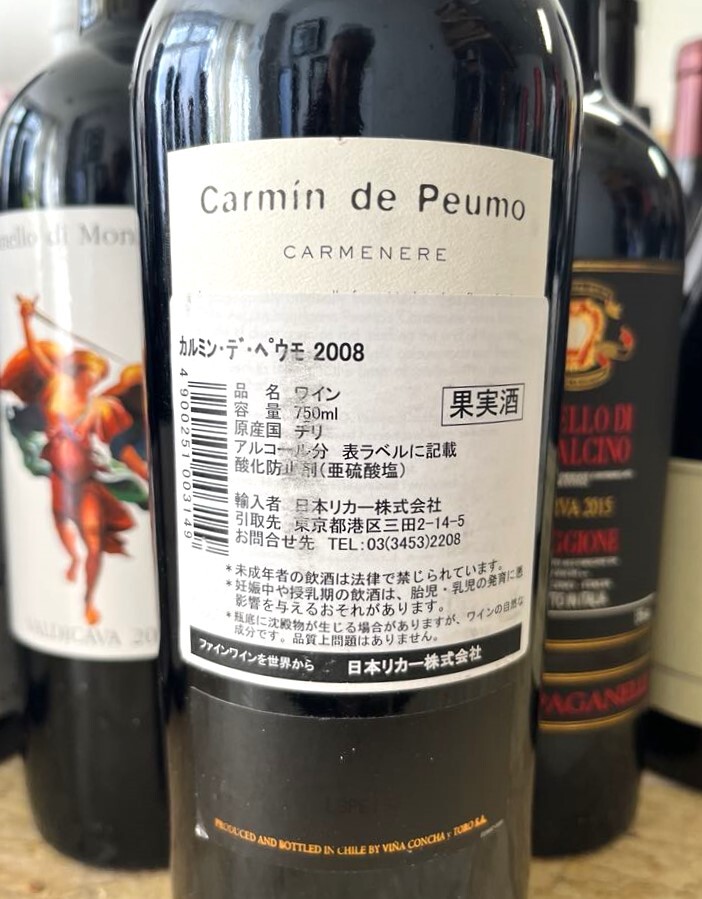 Carmín de Peumo
CARMENERE
カルミン・デ・ペウモ 2008
4 900251 003149
品 名 ワイン
容 量 750ml
原産国 チリ
アルコール分 表ラベルに記載
酸化防止剤(亜硫酸塩)
果実酒
輸入者 日本リカー株式会社
引取先 東京都港区三田2-14-5
お問合せ先 TEL:03(3453)2208
*未成年者の飲酒は法律で禁じられています。
*妊娠中や授乳期の飲酒は、胎児・乳児の発育に悪
影響を与えるおそれがあります。
*瓶底に沈殿物が生じる場合がありますが、ワインの自然な
成分です。品質上問題はありません。
ファインワインを世界から 日本リカー株式会社
PRODUCED AND BOTTLED IN CHILE BY VIÑA CONCHA y TORO S.A.
nello di Mon
VALDICAVA 20
ELLO DI
ALCINO
RVA 2015
GGIONE
PAGANELLI